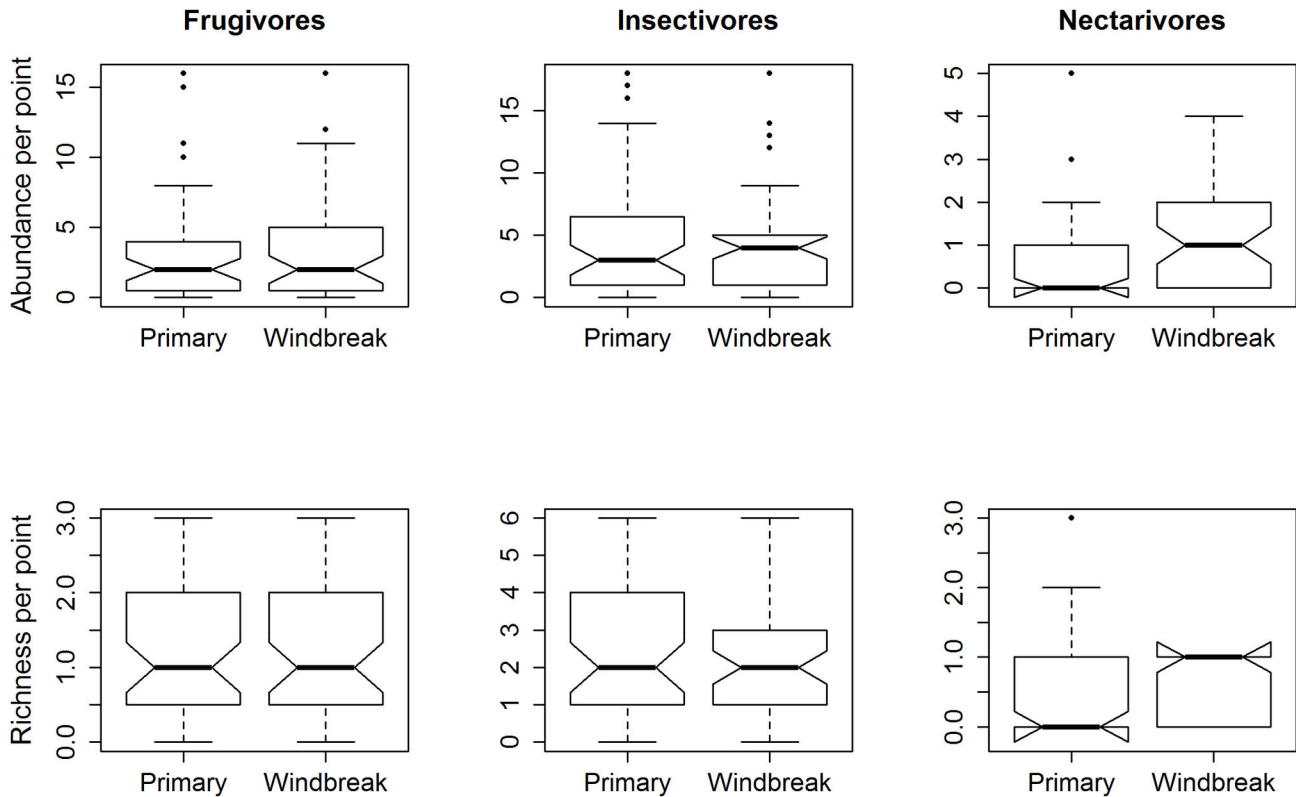 Frugivores
Insectivores
Nectarivores
Abundance per point
15
10
5
0
Primary
Windbreak
15
10
5
0
Primary
Windbreak
5
4
3
2
1
0
Primary
Windbreak
Richness per point
3.0
2.0
1.0
0.0
Primary
Windbreak
6
5
4
3
2
1
0
Primary
Windbreak
3.0
2.0
1.0
0.0
Primary
Windbreak